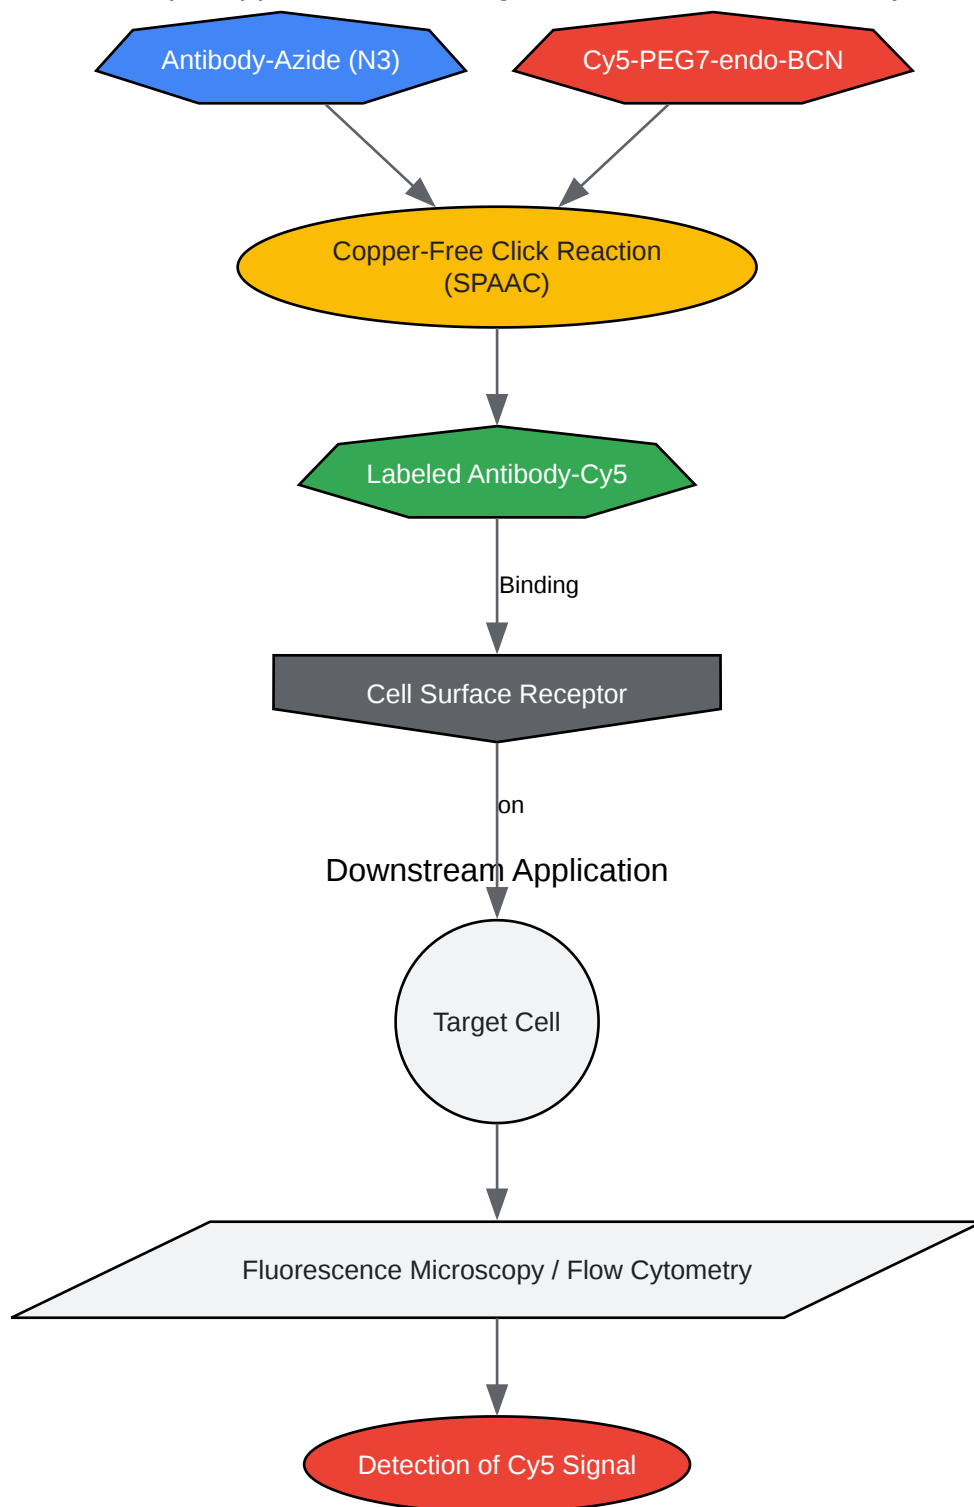 Antibody-Azide (N3)
Cy5-PEG7-endo-BCN
Copper-Free Click Reaction
(SPAAC)
Labeled Antibody-Cy5
Binding
Cell Surface Receptor
on
Downstream Application
Target Cell
Fluorescence Microscopy / Flow Cytometry
Detection of Cy5 Signal